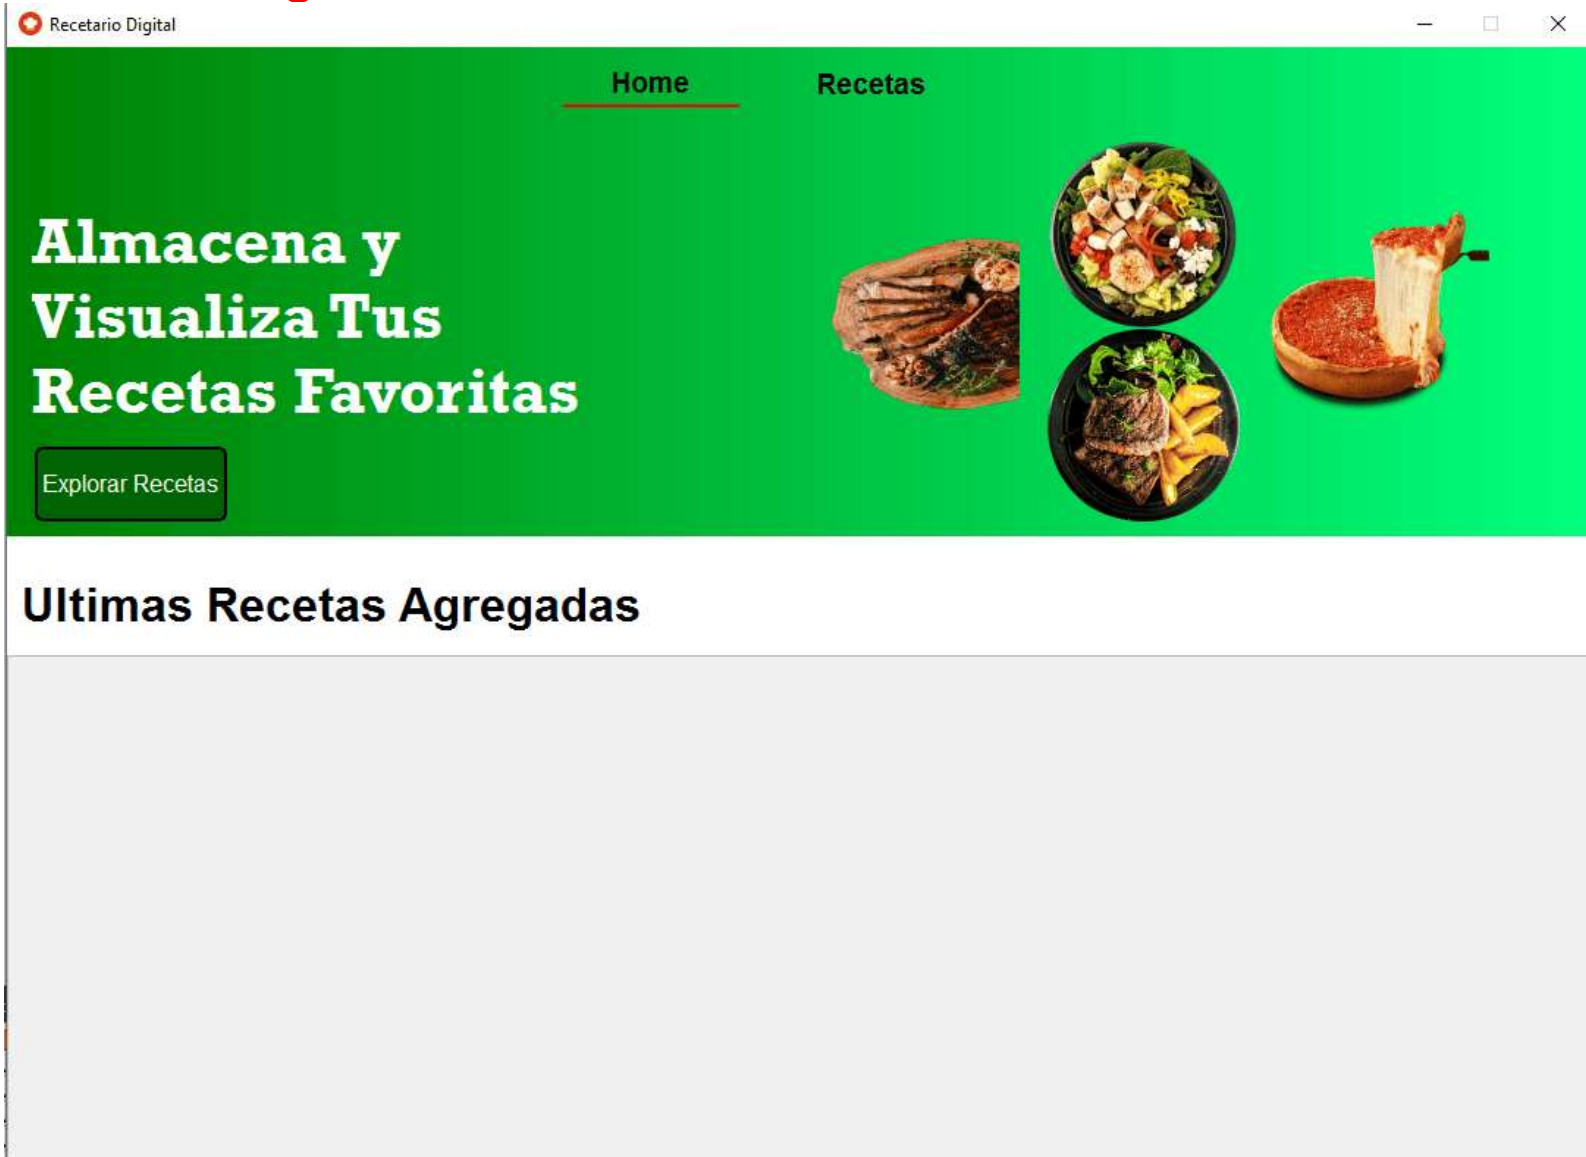 Recetario Digital
Home Recetas
Almacena y
Visualiza Tus
Recetas Favoritas
Explorar Recetas
Ultimas Recetas Agregadas